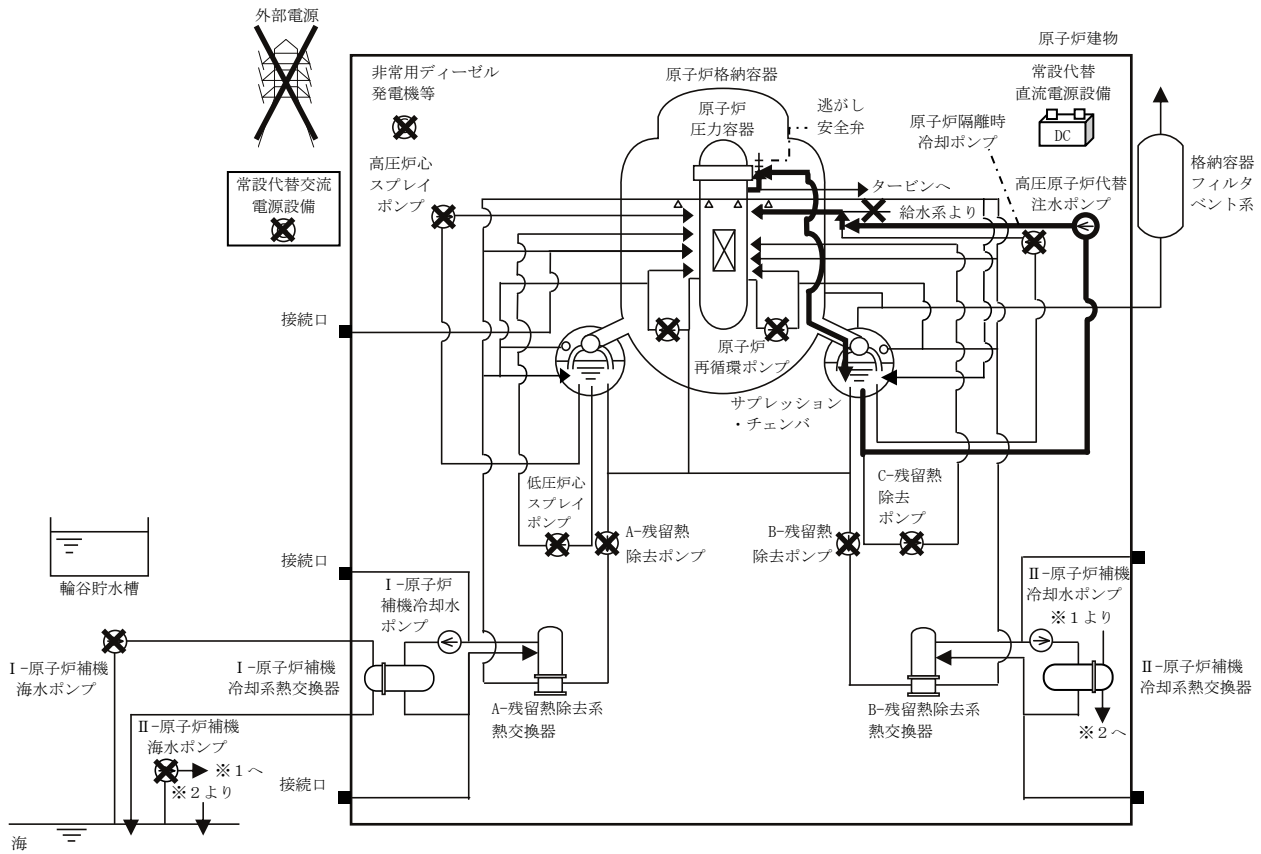 外部電源
原子炉建物
非常用ディーゼル
発電機等
原子炉格納容器
常設代替
直流電源設備
DC
原子炉
圧力容器
逃がし
安全弁
原子炉隔離時
冷却ポンプ
高圧炉心
スプレイ
ポンプ
常設代替交流
電源設備
タービンへ
給水系より
高圧原子炉代替
注水ポンプ
格納容器
フィルタ
ベント系
接続口
原子炉
再循環ポンプ
サプレッション
・チェンバ
低圧炉心
スプレイ
ポンプ
A-残留熱
除去ポンプ
B-残留熱
除去ポンプ
C-残留熱
除去
ポンプ
輪谷貯水槽
接続口
Ⅰ-原子炉
補機冷却水
ポンプ
Ⅱ-原子炉補機
冷却水ポンプ
※1より
Ⅰ-原子炉補機
海水ポンプ
Ⅰ-原子炉補機
冷却系熱交換器
A-残留熱除去系
熱交換器
B-残留熱除去系
熱交換器
Ⅱ-原子炉補機
冷却系熱交換器
※2へ
Ⅱ-原子炉補機
海水ポンプ
※1へ
※2より
接続口
海